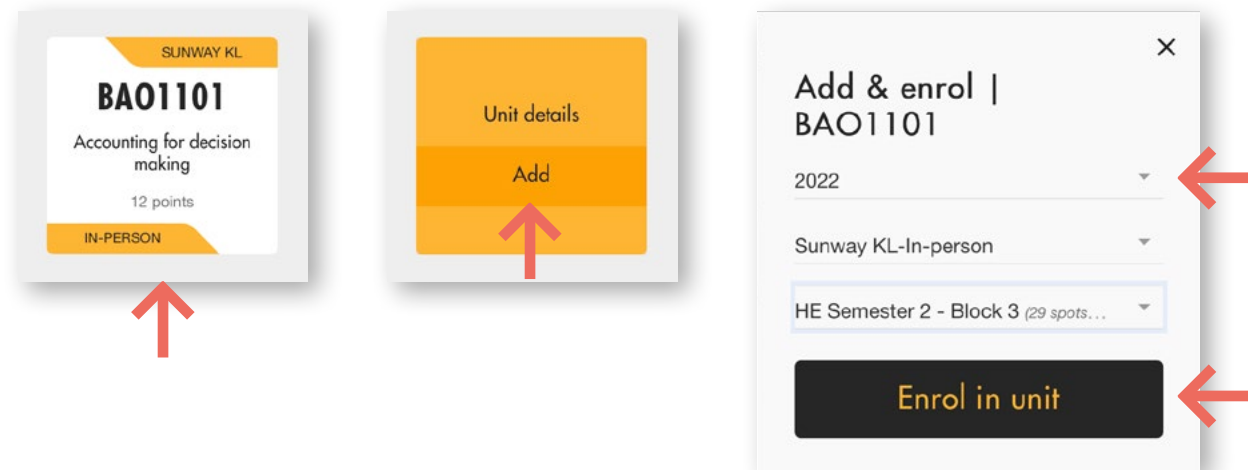 SUNWAY KL
BAO1101
Accounting for decision
making
12 points
IN-PERSON
Unit details
Add
Add & enrol |
BAO1101
2022
Sunway KL-In-person
HE Semester 2 - Block 3 (29 spots...
Enrol in unit